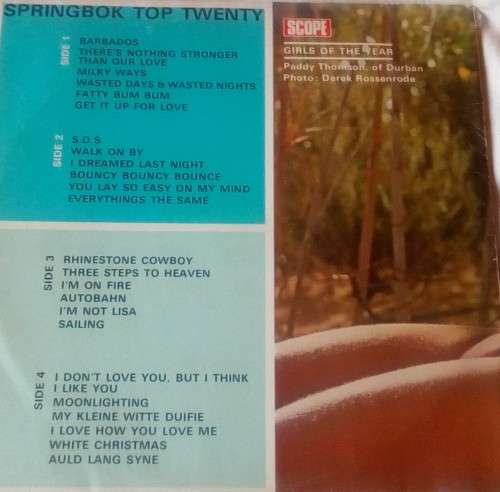 SPRINGBOK TOP TWENTY
SIDE 1
BARBADOS
THERE'S NOTHING STRONGER
THAN OUR LOVE
MILKY WAYS
WASTED DAYS & WASTED NIGHTS
FATTY BUM BUM
GET IT UP FOR LOVE
SIDE 2
S.O.S
WALK ON BY
I DREAMED LAST NIGHT
BOUNCY BOUNCY BOUNCE
YOU LAY SO EASY ON MY MIND
EVERYTHINGS THE SAME
SIDE 3
RHINESTONE COWBOY
THREE STEPS TO HEAVEN
I'M ON FIRE
AUTOBAHN
I'M NOT LISA
SAILING
SIDE 4
I DON'T LOVE YOU, BUT I THINK
I LIKE YOU
MOONLIGHTING
MY KLEINE WITTE DUIFIE
I LOVE HOW YOU LOVE ME
WHITE CHRISTMAS
AULD LANG SYNE
SCOPE
GIRLS OF THE YEAR
Paddy Thomson, of Durban
Photo: Derek Rossenrode